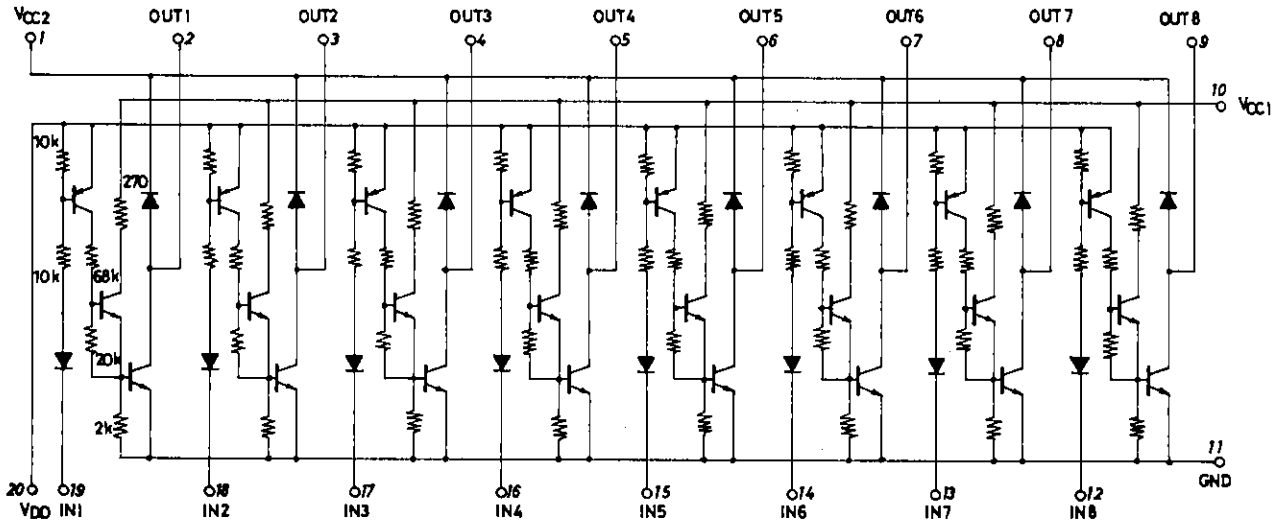 VCC2 OUT1 OUT2 OUT3 OUT4 OUT5 OUT6 OUT7 OUT8
1 2 3 4 5 6 7 8 9
10
VCC1
10k
270
10k
68k
20k
2k
11
GND
20 19 18 17 16 15 14 13 12
VDD IN1 IN2 IN3 IN4 IN5 IN6 IN7 IN8